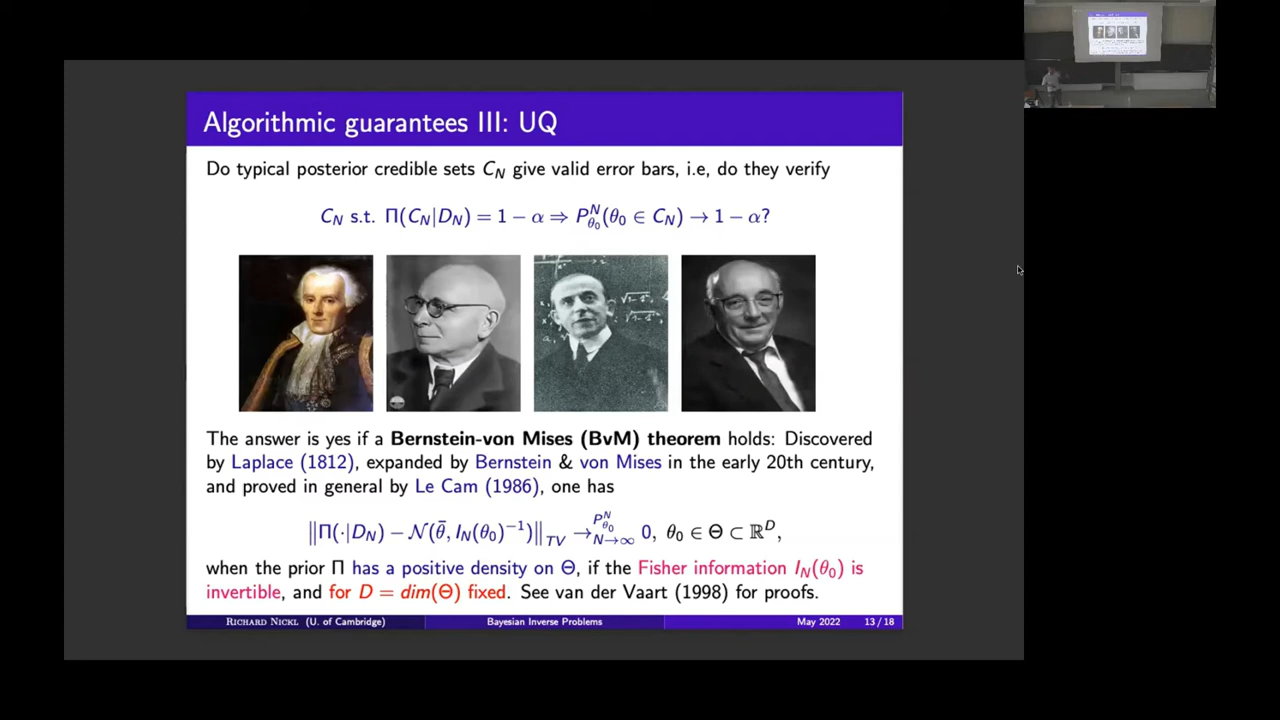 Algorithmic guarantees III: UQ
Do typical posterior credible sets C_N give valid error bars, i.e, do they verify
C_N s.t. Π(C_N|D_N) = 1 − α ⇒ P^N_{θ_0}(θ_0 ∈ C_N) → 1 − α?
The answer is yes if a Bernstein-von Mises (BvM) theorem holds: Discovered
by Laplace (1812), expanded by Bernstein & von Mises in the early 20th century,
and proved in general by Le Cam (1986), one has
‖Π(·|D_N) − 𝒩(θ̄, I_N(θ_0)^{−1})‖_{TV} →^{P^N_{θ_0}}_{N→∞} 0, θ_0 ∈ Θ ⊂ ℝ^D,
when the prior Π has a positive density on Θ, if the Fisher information I_N(θ_0) is
invertible, and for D = dim(Θ) fixed. See van der Vaart (1998) for proofs.
Richard Nickl (U. of Cambridge) Bayesian Inverse Problems May 2022 13 / 18